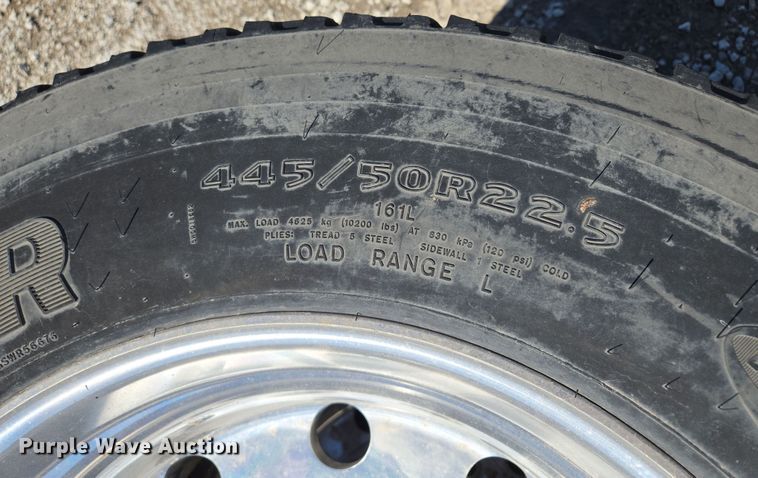 445/50R22.5
161L
MAX. LOAD 4625 kg (10200 lbs) AT 830 kPa (120 psi) COLD
PLIES: TREAD 5 STEEL SIDEWALL 1 STEEL
LOAD RANGE L
R
SWR56676
Purple Wave Auction